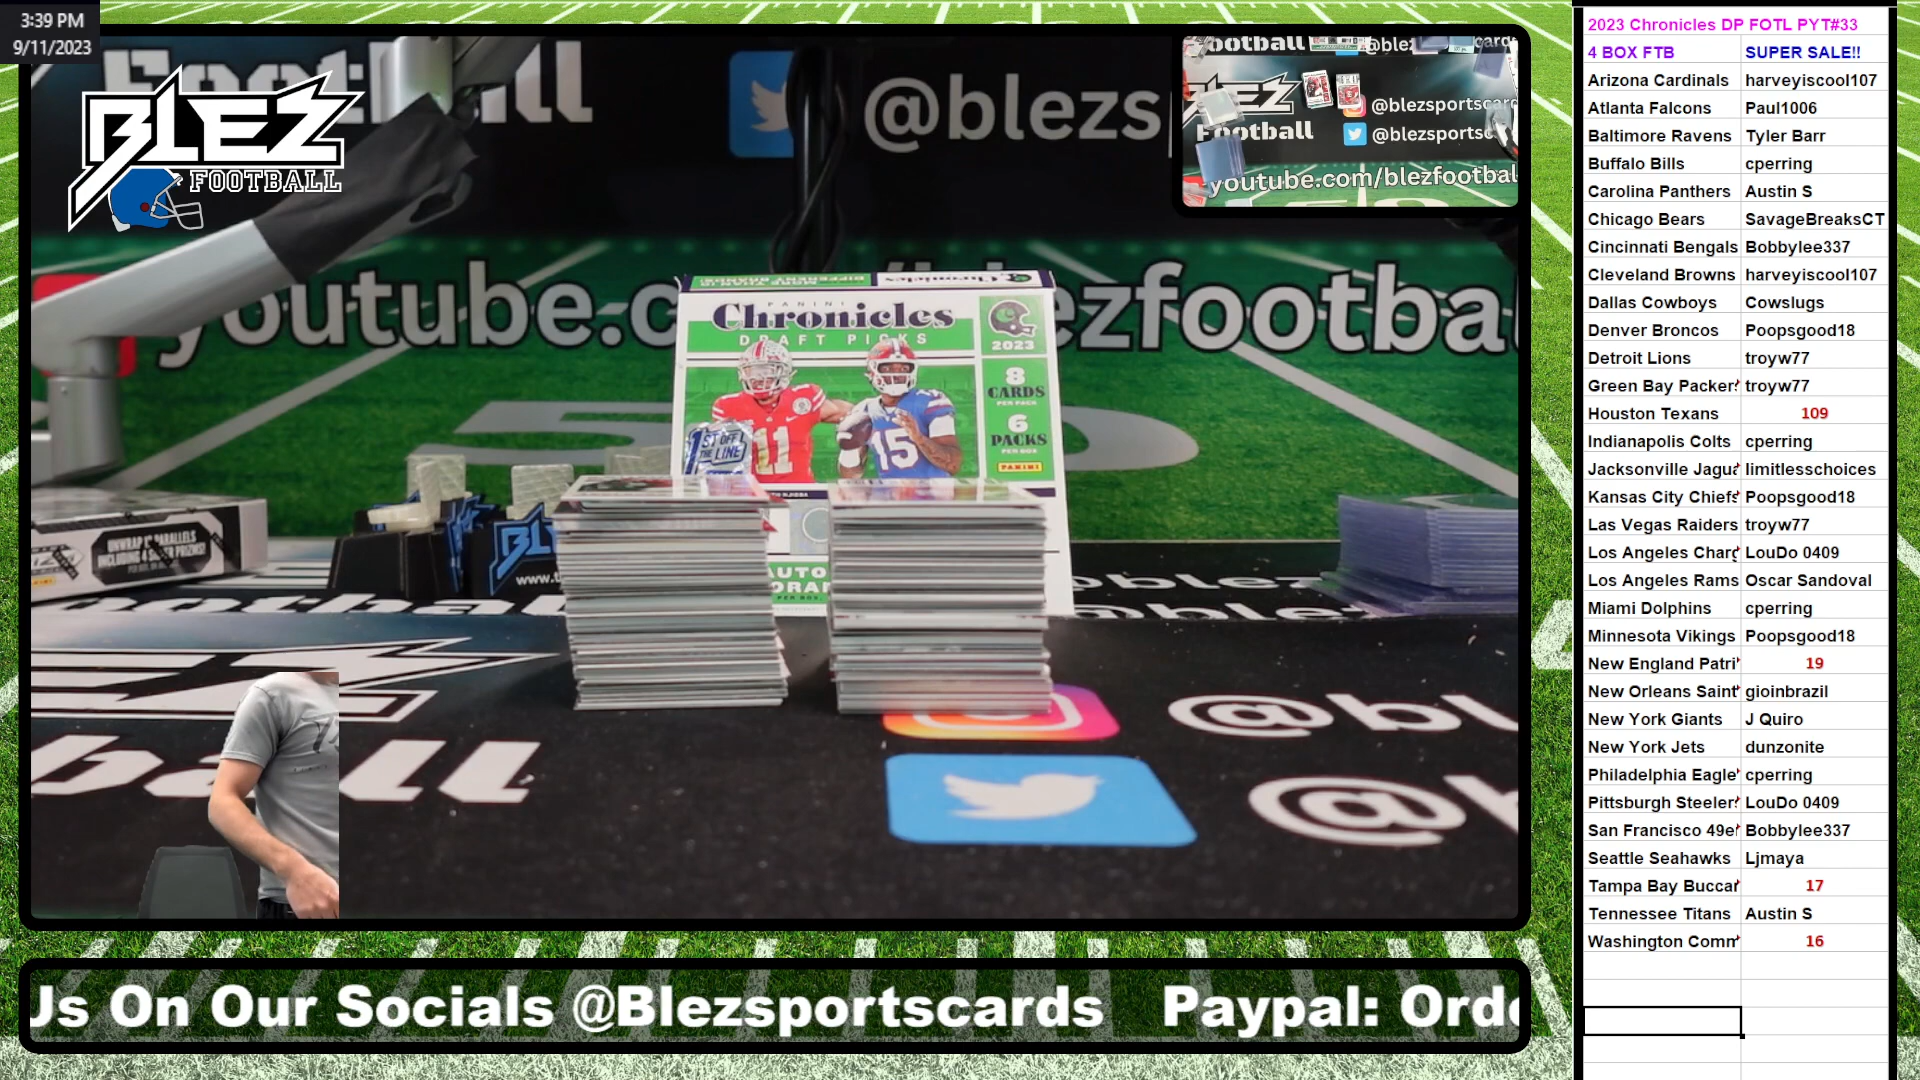 3:39 PM
9/11/2023
BLEZ
FOOTBALL
@blezs
youtube.c
ezfootba
PANINI
Chronicles
DRAFT PICKS
2023
8
CARDS
PER PACK
6
PACKS
PER BOX
PANINI
1ST OFF
THE LINE
11
15
BLEZ
Football
@blezsportscard
@blezsportsc
youtube.com/blezfootbal
@bl
@b
Js On Our Socials @Blezsportscards Paypal: Orde
2023 Chronicles DP FOTL PYT#33
4 BOX FTB SUPER SALE!!
Arizona Cardinals harveyiscool107
Atlanta Falcons Paul1006
Baltimore Ravens Tyler Barr
Buffalo Bills cperring
Carolina Panthers Austin S
Chicago Bears SavageBreaksCT
Cincinnati Bengals Bobbylee337
Cleveland Browns harveyiscool107
Dallas Cowboys Cowslugs
Denver Broncos Poopsgood18
Detroit Lions troyw77
Green Bay Packer troyw77
Houston Texans 109
Indianapolis Colts cperring
Jacksonville Jagua limitlesschoices
Kansas City Chiefs Poopsgood18
Las Vegas Raiders troyw77
Los Angeles Charg LouDo 0409
Los Angeles Rams Oscar Sandoval
Miami Dolphins cperring
Minnesota Vikings Poopsgood18
New England Patri 19
New Orleans Saint gioinbrazil
New York Giants J Quiro
New York Jets dunzonite
Philadelphia Eagle cperring
Pittsburgh Steeler LouDo 0409
San Francisco 49e Bobbylee337
Seattle Seahawks Ljmaya
Tampa Bay Buccar 17
Tennessee Titans Austin S
Washington Comm 16